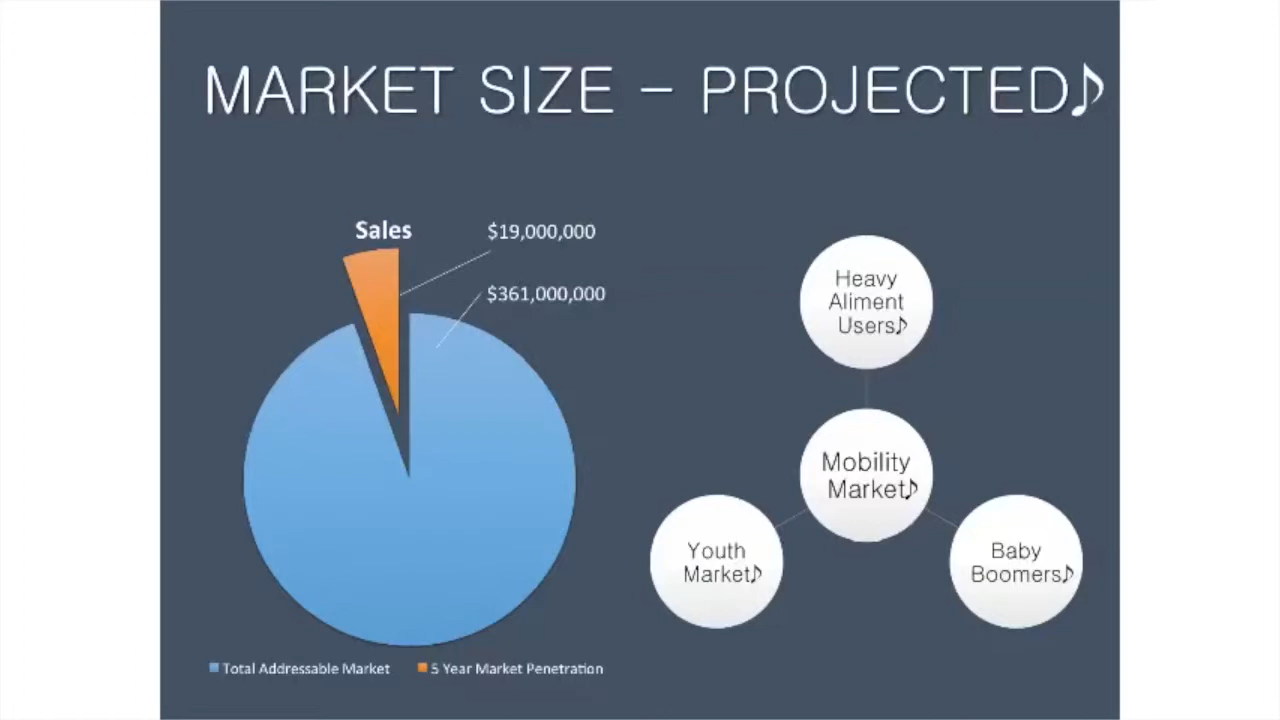 MARKET SIZE – PROJECTED♪
Sales
$19,000,000
$361,000,000
Total Addressable Market
5 Year Market Penetration
Heavy
Aliment
Users♪
Mobility
Market♪
Youth
Market♪
Baby
Boomers♪